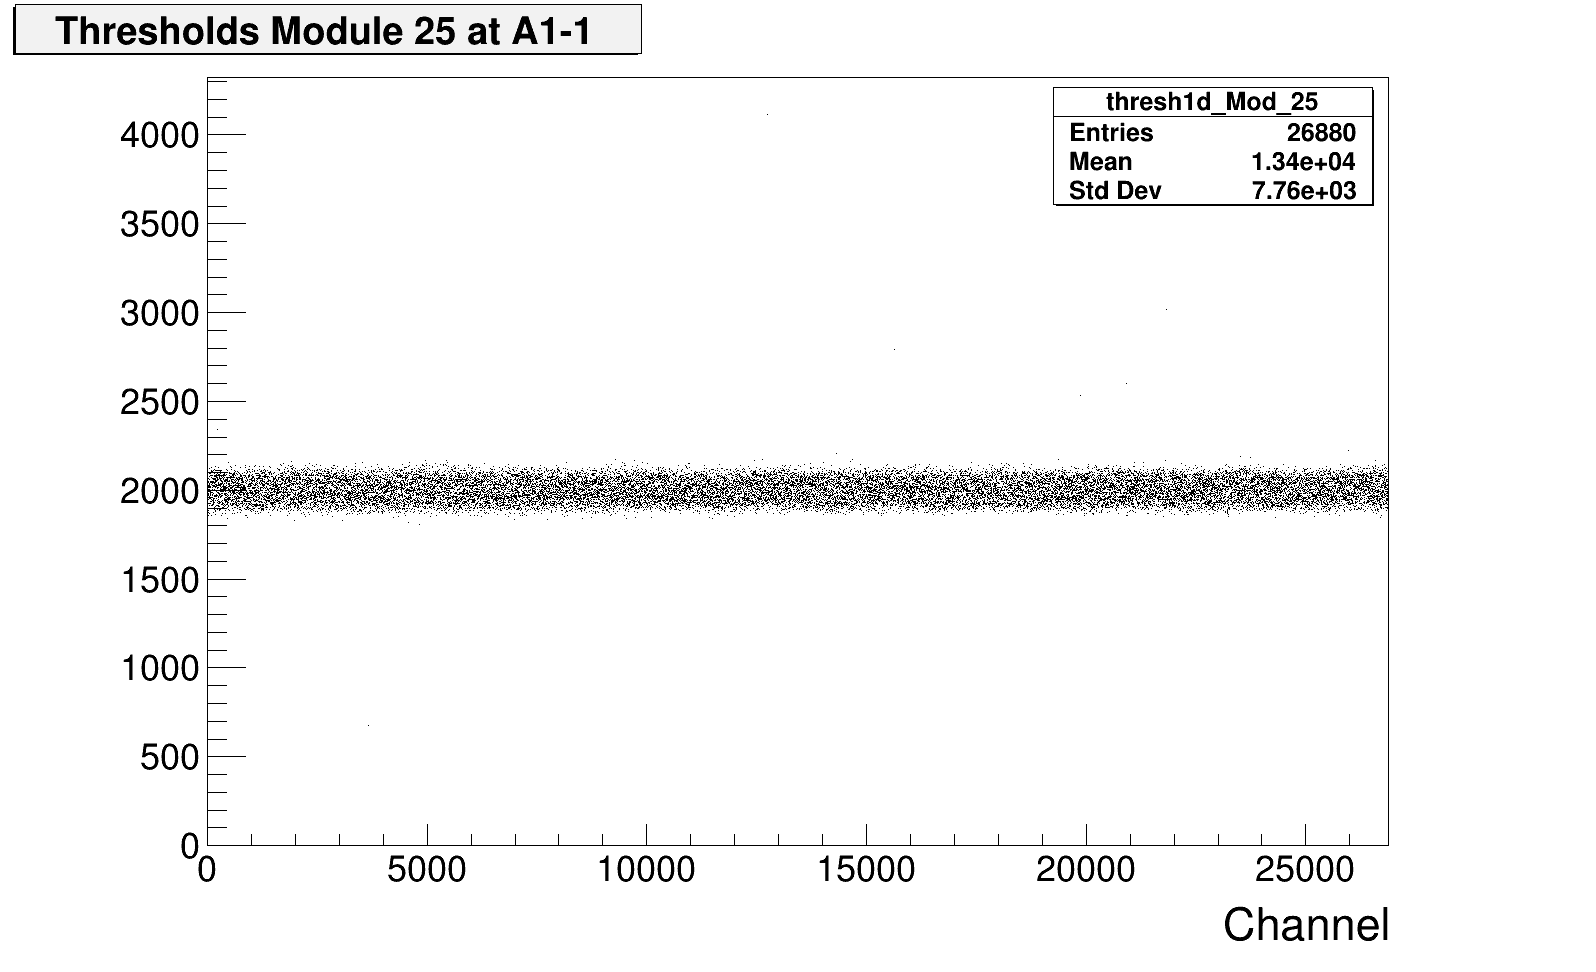 Thresholds Module 25 at A1-1
thresh1d_Mod_25
Entries 26880
Mean 1.34e+04
Std Dev 7.76e+03
4000
3500
3000
2500
2000
1500
1000
500
0
0 5000 10000 15000 20000 25000
Channel